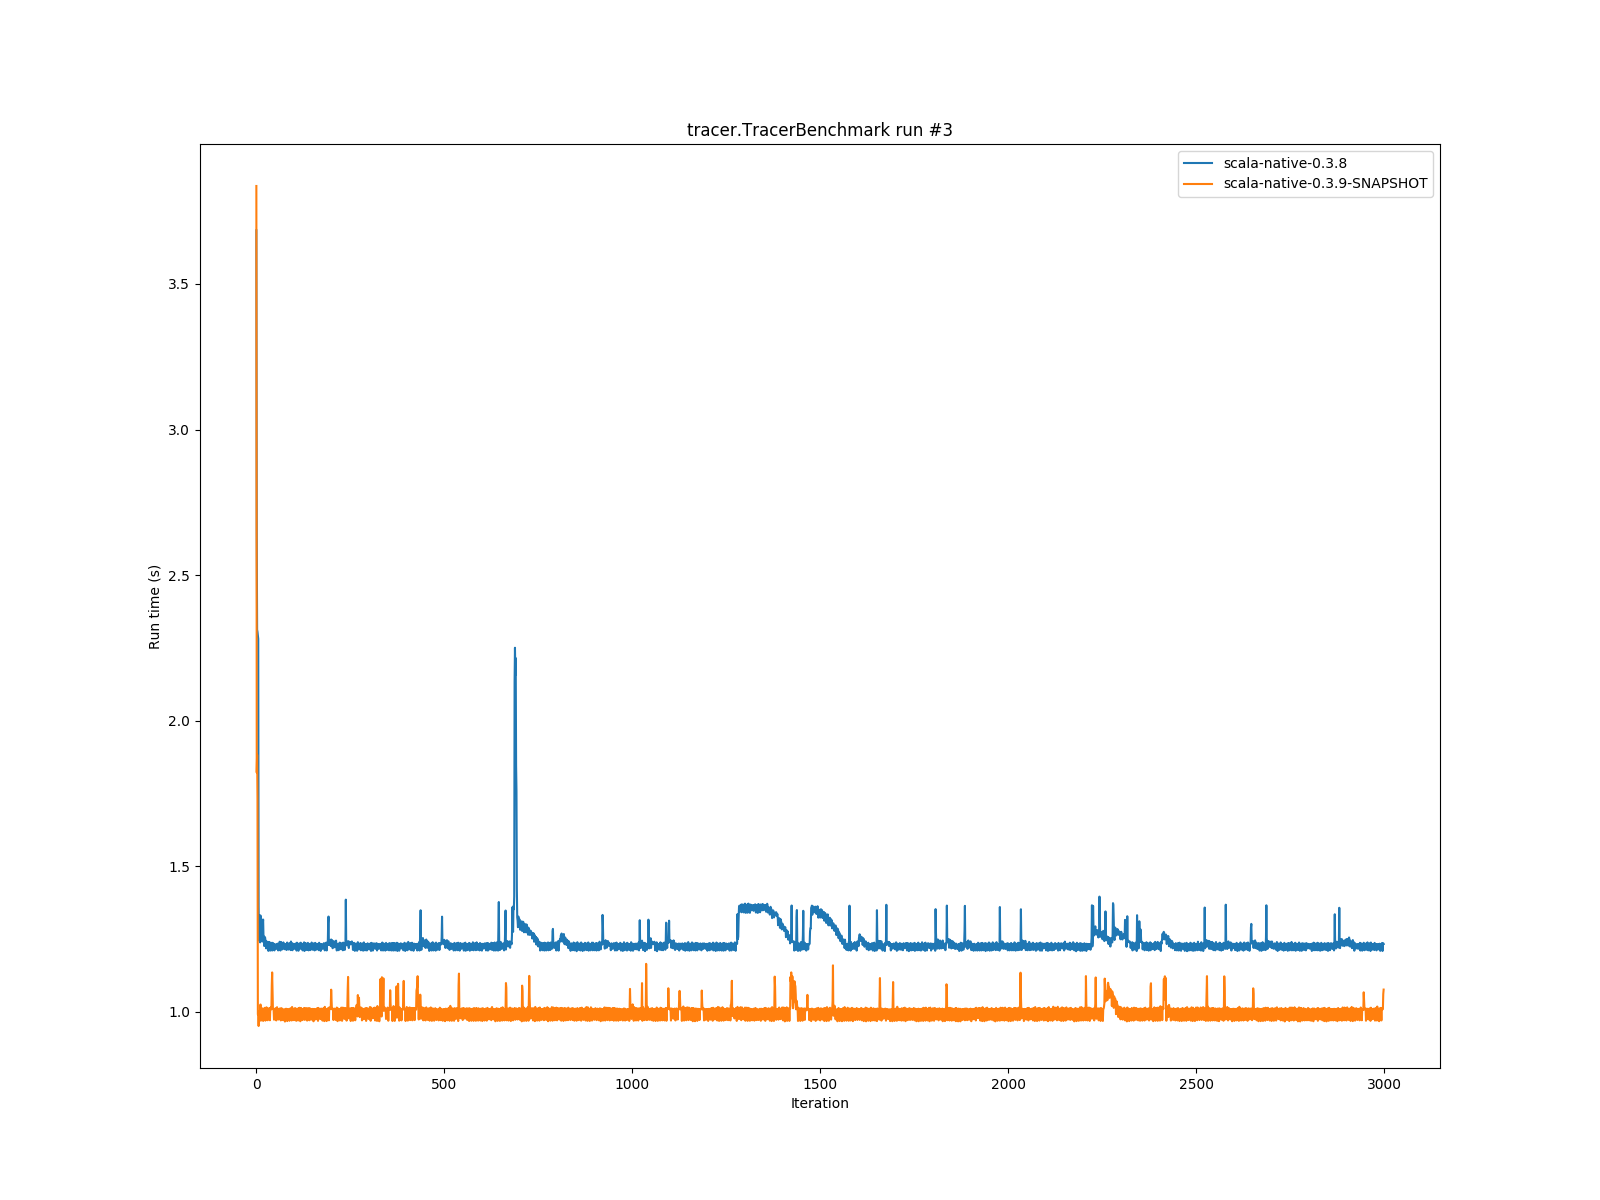 tracer.TracerBenchmark run #3
scala-native-0.3.8
scala-native-0.3.9-SNAPSHOT
3.5
3.0
2.5
2.0
1.5
1.0
Run time (s)
0
500
1000
1500
2000
2500
3000
Iteration